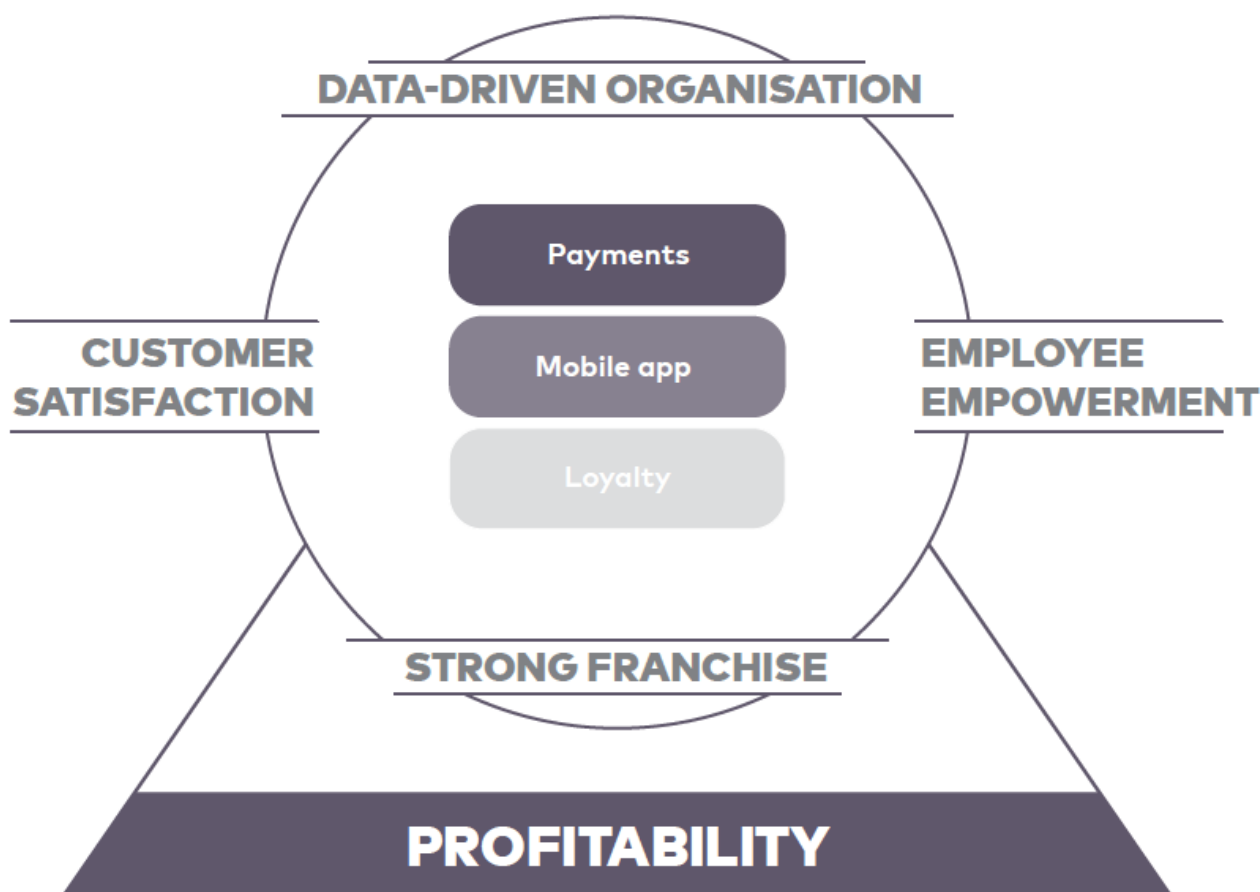 DATA-DRIVEN ORGANISATION
Payments
Mobile app
Loyalty
CUSTOMER
SATISFACTION
EMPLOYEE
EMPOWERMENT
STRONG FRANCHISE
PROFITABILITY